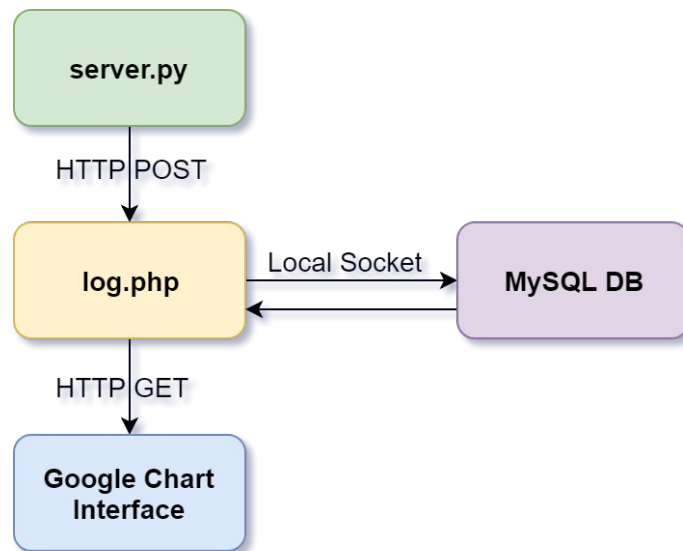 server.py
HTTP POST
Local Socket
log.php
MySQL DB
HTTP GET
Google Chart
Interface